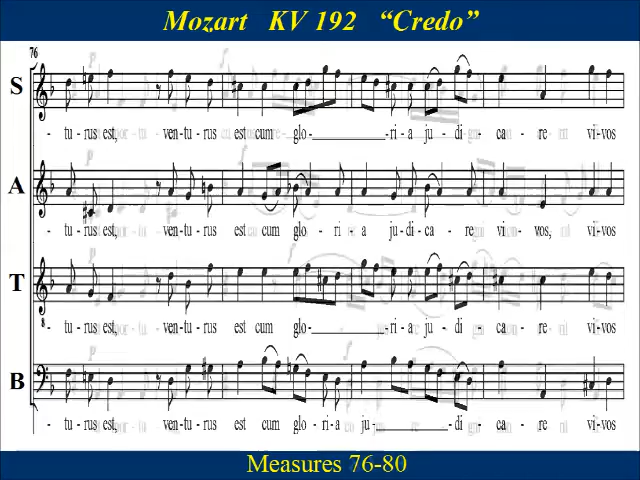 Mozart KV 192 “Credo”
76
S
- tu - rus est, ven - tu - rus est cum glo - ri - a ju - di - ca - re vi - vos
A
- tu - rus est, ven - tu - rus est cum glo - ri - a ju - di - ca - re vi - vos, vi - vos
T
8
- tu - rus est, ven - tu - rus est cum glo - ri - a ju - di - ca - re vi - vos
B
- tu - rus est, ven - tu - rus est cum glo - ri - a ju - di - ca - re vi - vos
Measures 76-80